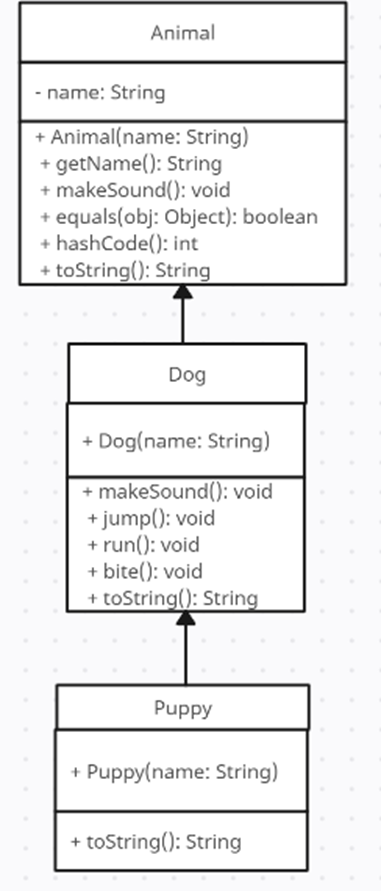 Animal
- name: String
+ Animal(name: String)
+ getName(): String
+ makeSound(): void
+ equals(obj: Object): boolean
+ hashCode(): int
+ toString(): String
Dog
+ Dog(name: String)
+ makeSound(): void
+ jump(): void
+ run(): void
+ bite(): void
+ toString(): String
Puppy
+ Puppy(name: String)
+ toString(): String